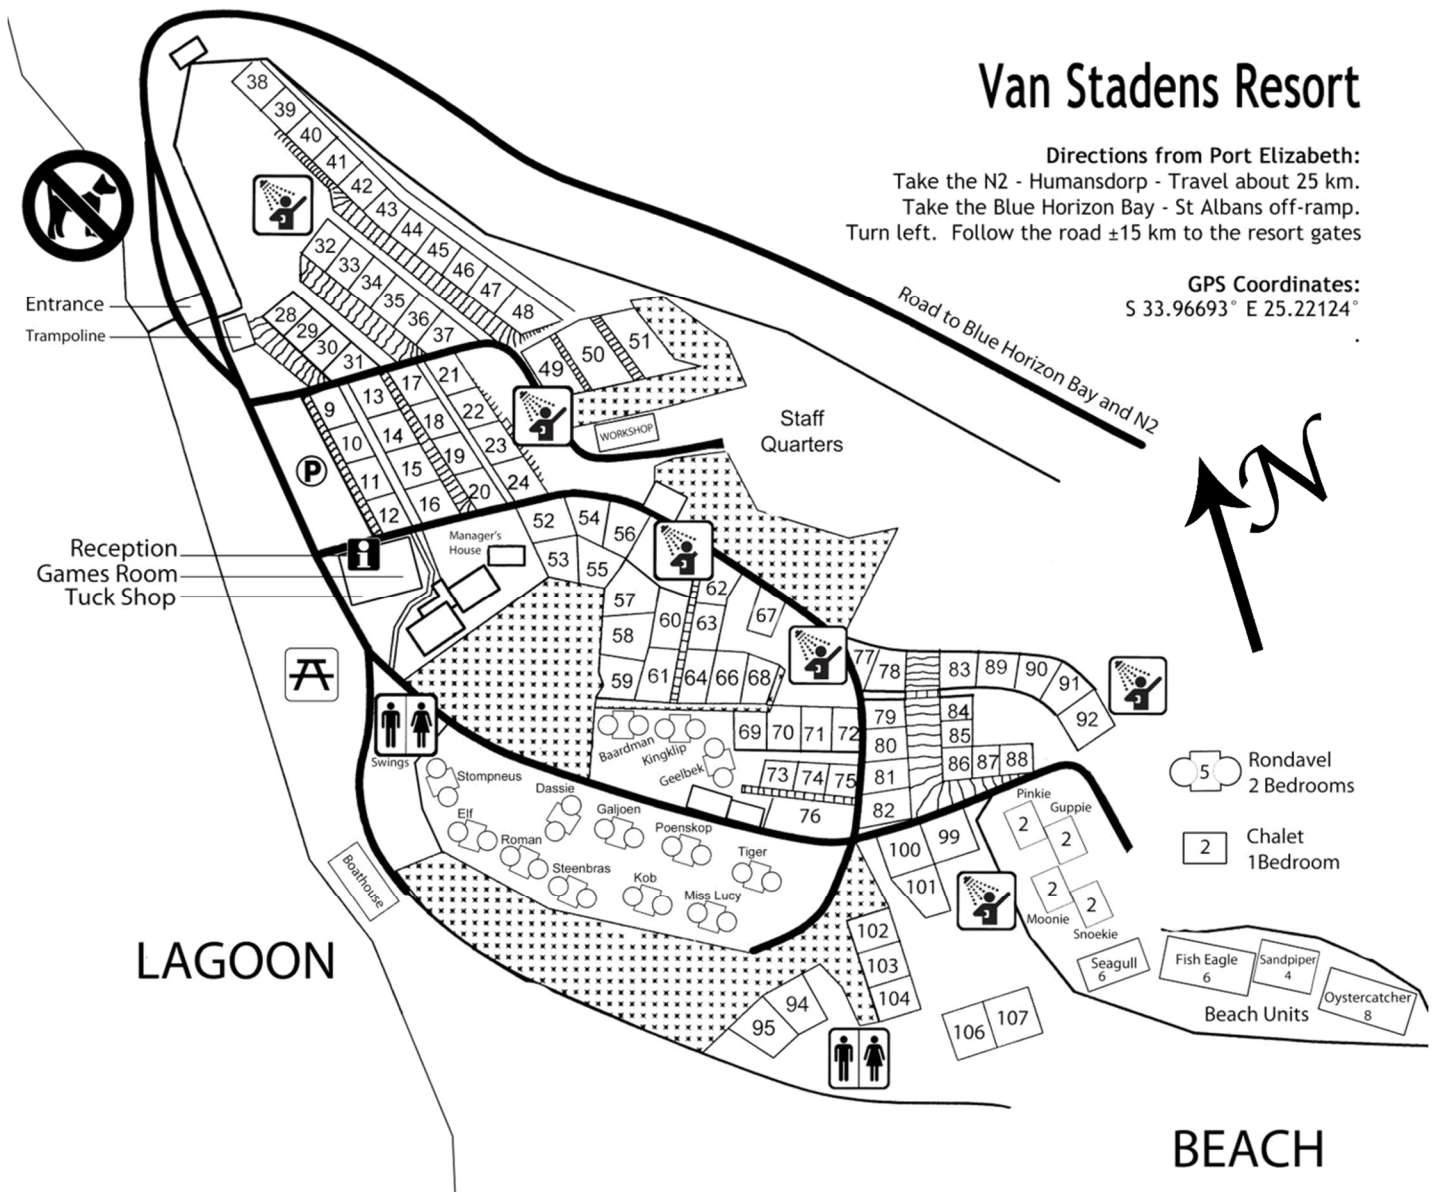 Van Stadens Resort
Directions from Port Elizabeth:
Take the N2 - Humansdorp - Travel about 25 km.
Take the Blue Horizon Bay - St Albans off-ramp.
Turn left. Follow the road ±15 km to the resort gates
GPS Coordinates:
S 33.96693° E 25.22124°
.
Road to Blue Horizon Bay and N2
N
38
39
40
41
42
43
44
45
46
47
48
32
33
34
35
36
37
28
29
30
31
49
50
51
Entrance
Trampoline
9
10
11
12
13
14
15
16
17
18
19
20
21
22
23
24
WORKSHOP
Staff
Quarters
P
i
Reception
Games Room
Tuck Shop
Manager's
House
52
53
54
55
56
57
58
59
60
61
62
63
64
66
67
68
69
70
71
72
73
74
75
76
77
78
79
80
81
82
83
89
90
91
92
84
85
86
87
88
Swings
Baardman
Kingklip
Geelbek
Stompneus
Dassie
Elf
Galjoen
Roman
Poenskop
Steenbras
Tiger
Kob
Miss Lucy
Boathouse
5
Rondavel
2 Bedrooms
2
Chalet
1Bedroom
Pinkie
2
Guppie
2
2
Moonie
2
Snoekie
99
100
101
102
103
104
94
95
106
107
Seagull
6
Fish Eagle
6
Sandpiper
4
Oystercatcher
8
Beach Units
LAGOON
BEACH